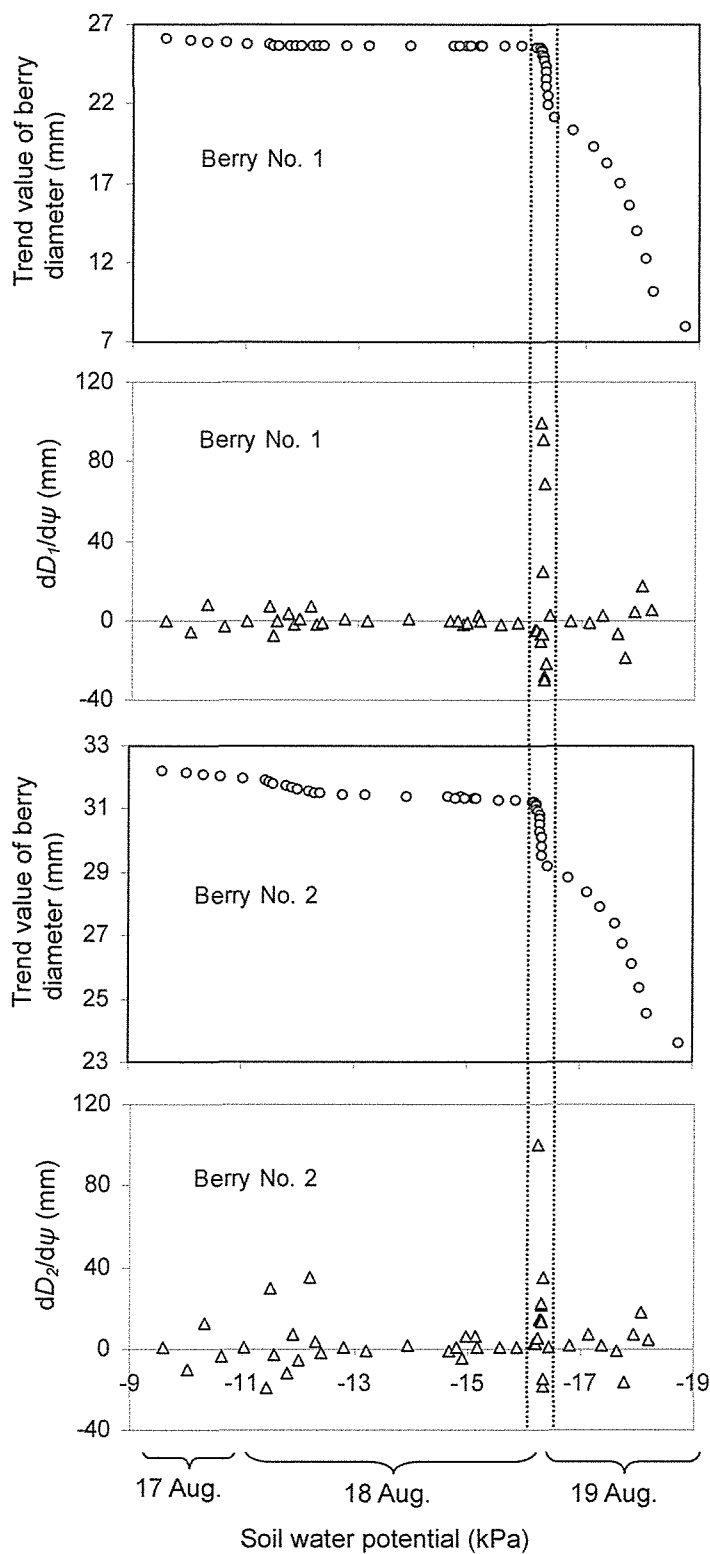 27
22
17
12
7
Trend value of berry
diameter (mm)
Berry No. 1
120
80
40
0
-40
dD1/dψ (mm)
Berry No. 1
33
31
29
27
25
23
Trend value of berry
diameter (mm)
Berry No. 2
120
80
40
0
-40
dD2/dψ (mm)
Berry No. 2
-9 -11 -13 -15 -17 -19
17 Aug. 18 Aug. 19 Aug.
Soil water potential (kPa)